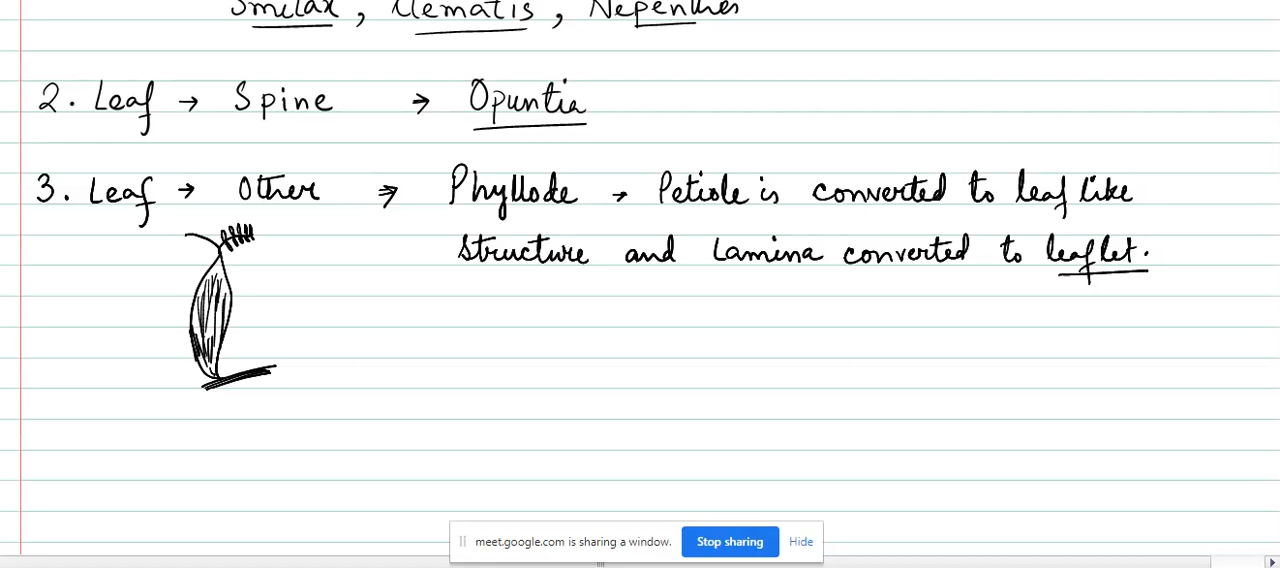 Smilax, Clematis, Nepenthes
2. Leaf → Spine → Opuntia
3. Leaf → Other → Phyllode → Petiole is converted to leaf like
structure and Lamina converted to leaflet.
meet.google.com is sharing a window. Stop sharing Hide